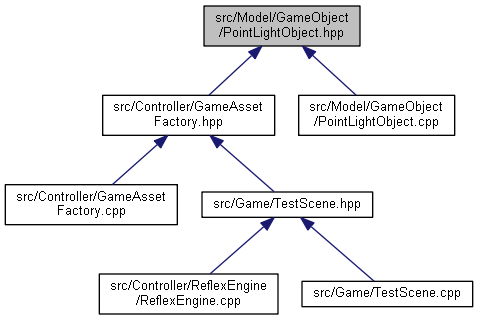 src/Model/GameObject
/PointLightObject.hpp
src/Controller/GameAsset
Factory.hpp
src/Model/GameObject
/PointLightObject.cpp
src/Controller/GameAsset
Factory.cpp
src/Game/TestScene.hpp
src/Controller/ReflexEngine
/ReflexEngine.cpp
src/Game/TestScene.cpp